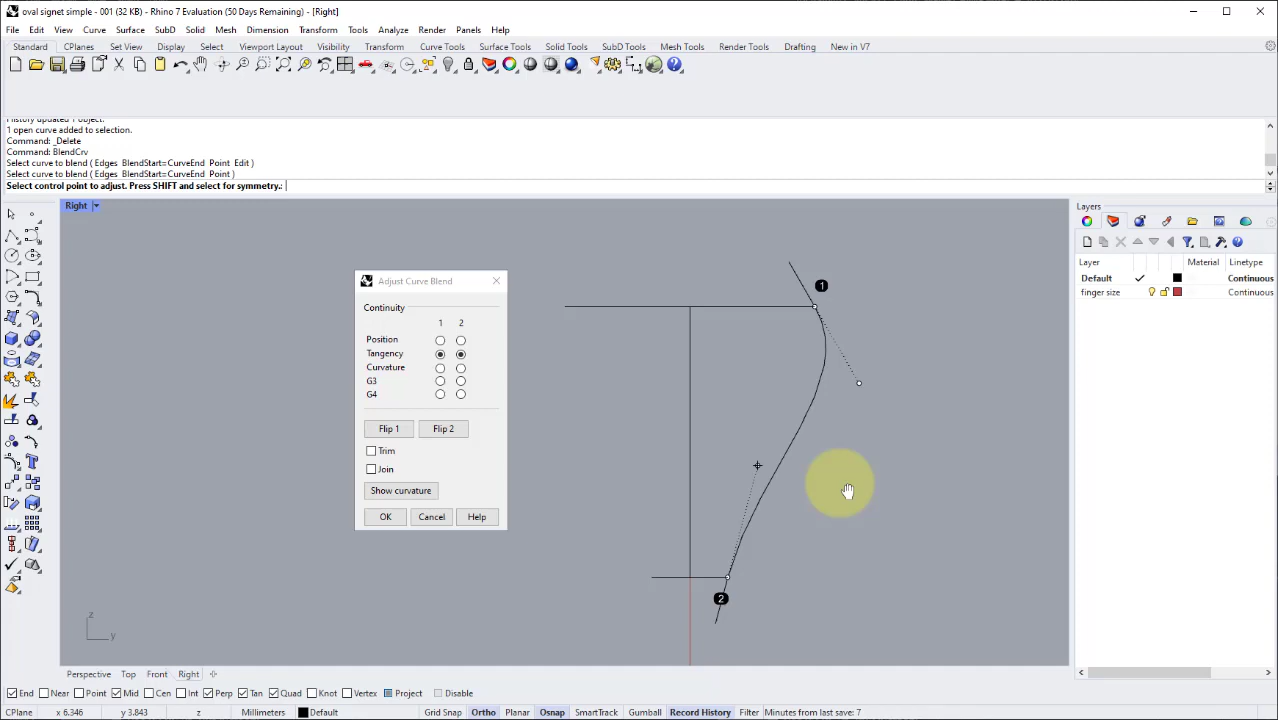 oval signet simple - 001 (32 KB) - Rhino 7 Evaluation (50 Days Remaining) - [Right]
File Edit View Curve Surface SubD Solid Mesh Dimension Transform Tools Analyze Render Panels Help
Standard CPlanes Set View Display Select Viewport Layout Visibility Transform Curve Tools Surface Tools Solid Tools SubD Tools Mesh Tools Render Tools Drafting New in V7
History updated 1 object.
1 open curve added to selection.
Command: _Delete
Command: BlendCrv
Select curve to blend ( Edges BlendStart=CurveEnd Point Edit )
Select curve to blend ( Edges BlendStart=CurveEnd Point )
Select control point to adjust. Press SHIFT and select for symmetry.:
Right
Layers
Layer Material Linetype
Default Continuous
finger size Continuous
Adjust Curve Blend
Continuity
1 2
Position
Tangency
Curvature
G3
G4
Flip 1 Flip 2
Trim
Join
Show curvature
OK Cancel Help
1
2
z
y
Perspective Top Front Right
End Near Point Mid Cen Int Perp Tan Quad Knot Vertex Project Disable
CPlane x 6.346 y 3.843 z Millimeters Default Grid Snap Ortho Planar Osnap SmartTrack Gumball Record History Filter Minutes from last save: 7